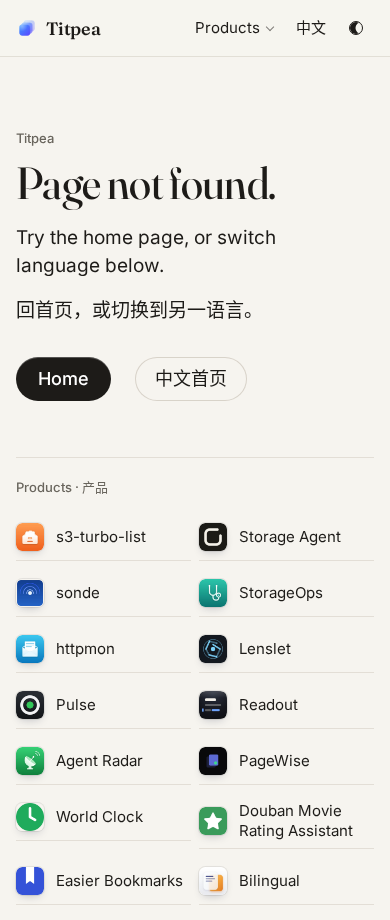 Titpea
Products
中文
Titpea
Page not found.
Try the home page, or switch
language below.
回首页，或切换到另一语言。
Home
中文首页
Products · 产品
s3-turbo-list
Storage Agent
sonde
StorageOps
httpmon
Lenslet
Pulse
Readout
Agent Radar
PageWise
World Clock
Douban Movie
Rating Assistant
Easier Bookmarks
Bilingual